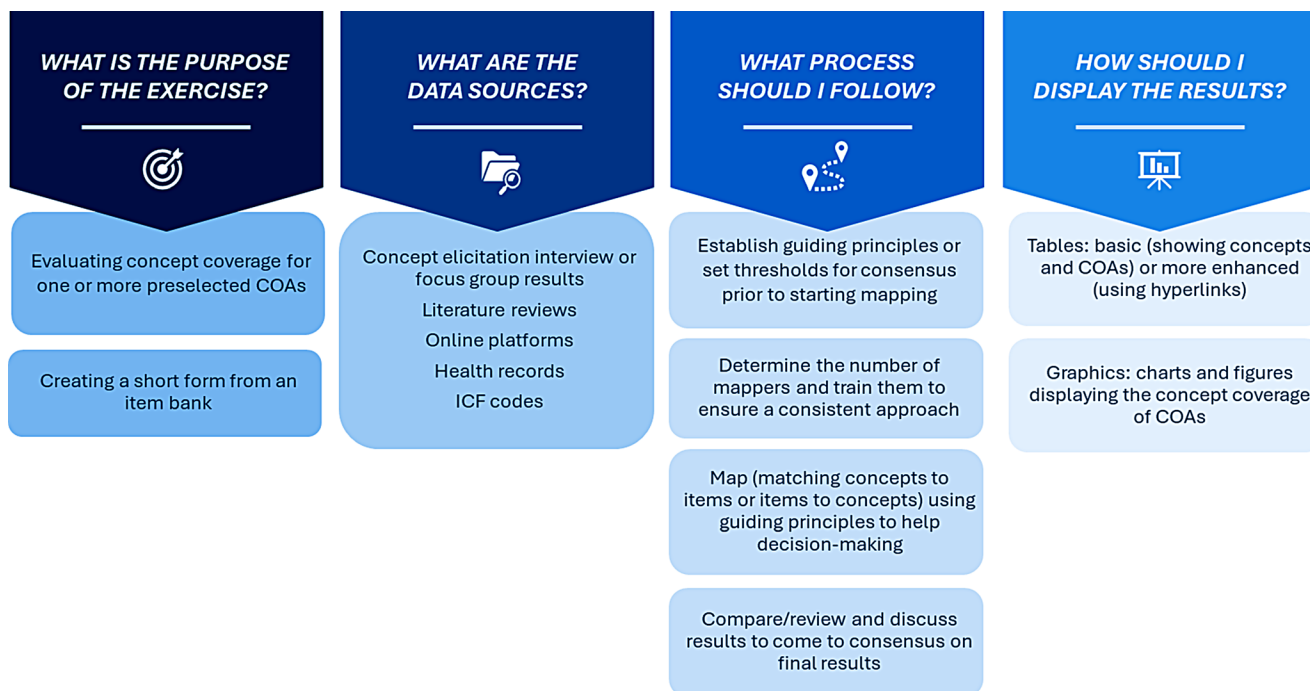 WHAT IS THE PURPOSE
OF THE EXERCISE?
Evaluating concept coverage for
one or more preselected COAs
Creating a short form from an
item bank
WHAT ARE THE
DATA SOURCES?
Concept elicitation interview or
focus group results
Literature reviews
Online platforms
Health records
ICF codes
WHAT PROCESS
SHOULD I FOLLOW?
Establish guiding principles or
set thresholds for consensus
prior to starting mapping
Determine the number of
mappers and train them to
ensure a consistent approach
Map (matching concepts to
items or items to concepts) using
guiding principles to help
decision-making
Compare/review and discuss
results to come to consensus on
final results
HOW SHOULD I
DISPLAY THE RESULTS?
Tables: basic (showing concepts
and COAs) or more enhanced
(using hyperlinks)
Graphics: charts and figures
displaying the concept coverage
of COAs